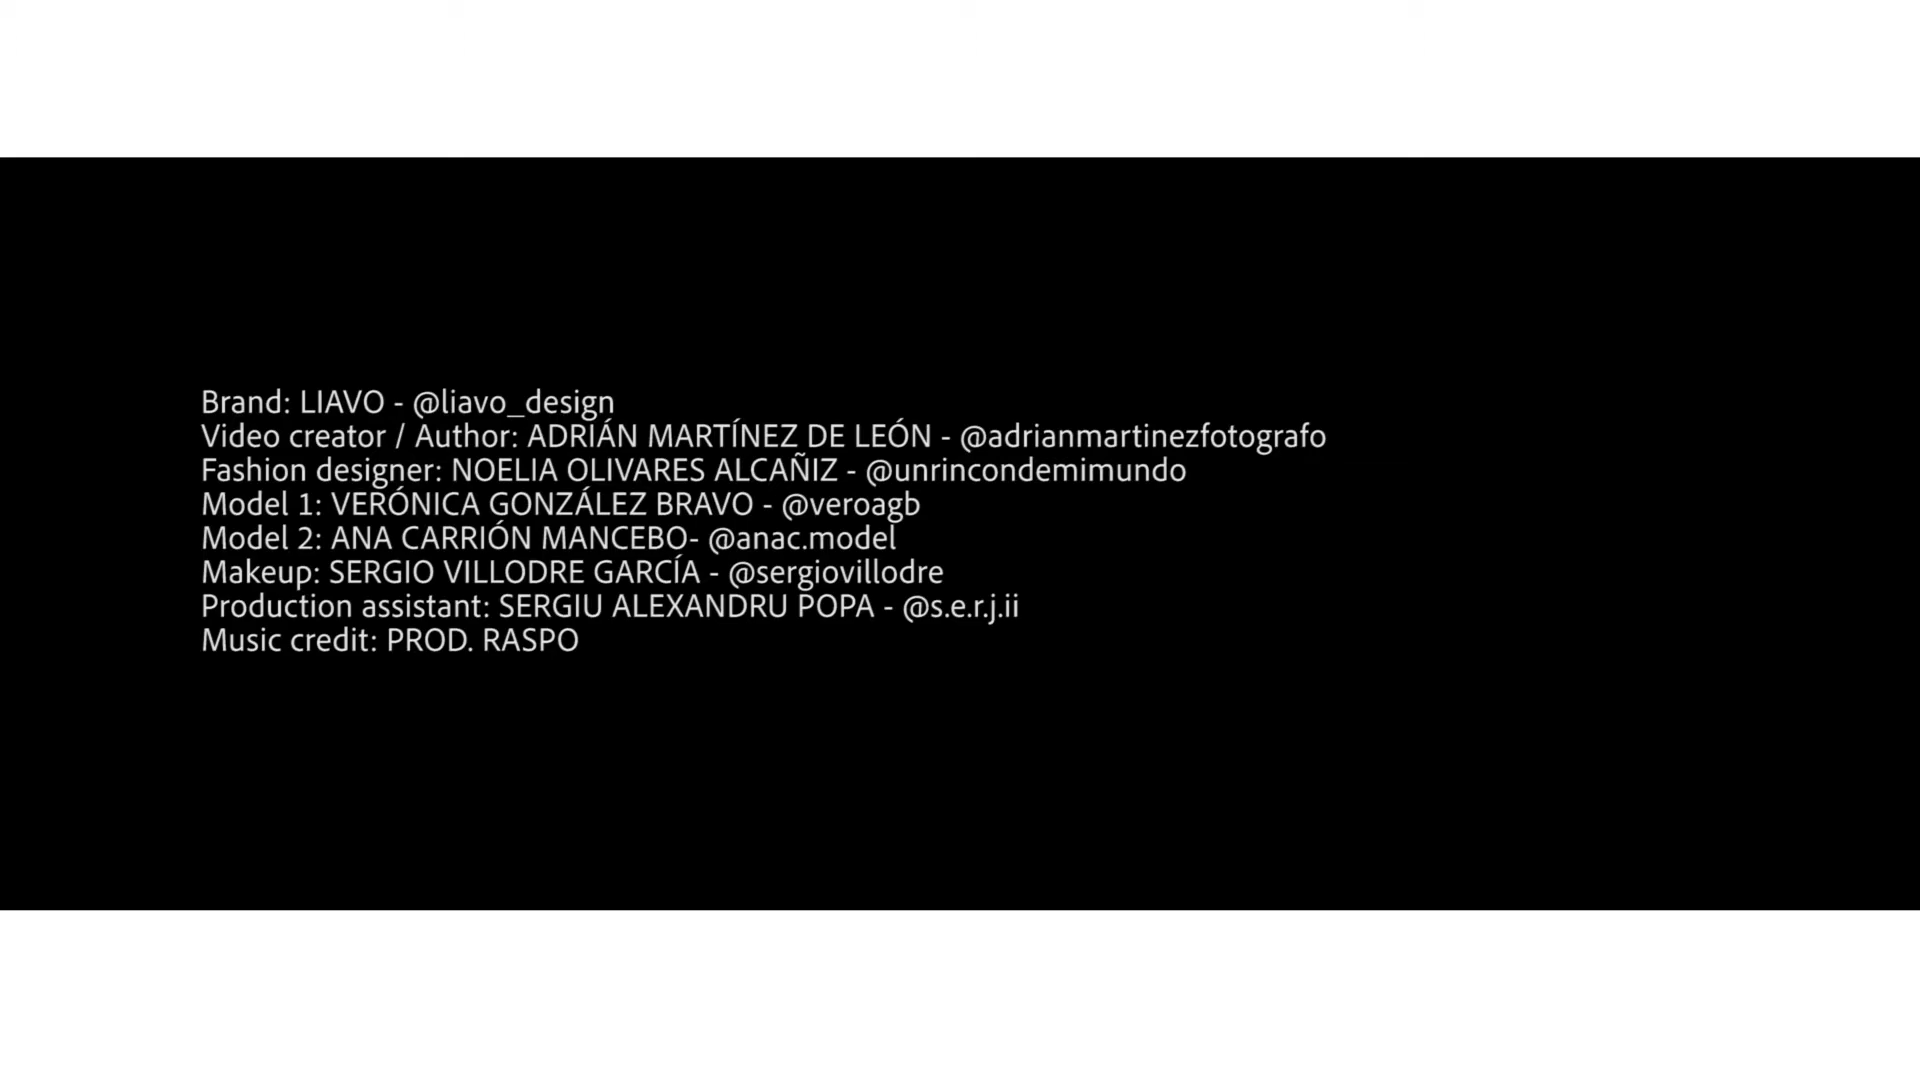 Brand: LIAVO - @liavo_design
Video creator / Author: ADRIÁN MARTÍNEZ DE LEÓN - @adrianmartinezfotografo
Fashion designer: NOELIA OLIVARES ALCAÑIZ - @unrincondemimundo
Model 1: VERÓNICA GONZÁLEZ BRAVO - @veroagb
Model 2: ANA CARRIÓN MANCEBO- @anac.model
Makeup: SERGIO VILLODRE GARCÍA - @sergiovillodre
Production assistant: SERGIU ALEXANDRU POPA - @s.e.r.j.ii
Music credit: PROD. RASPO